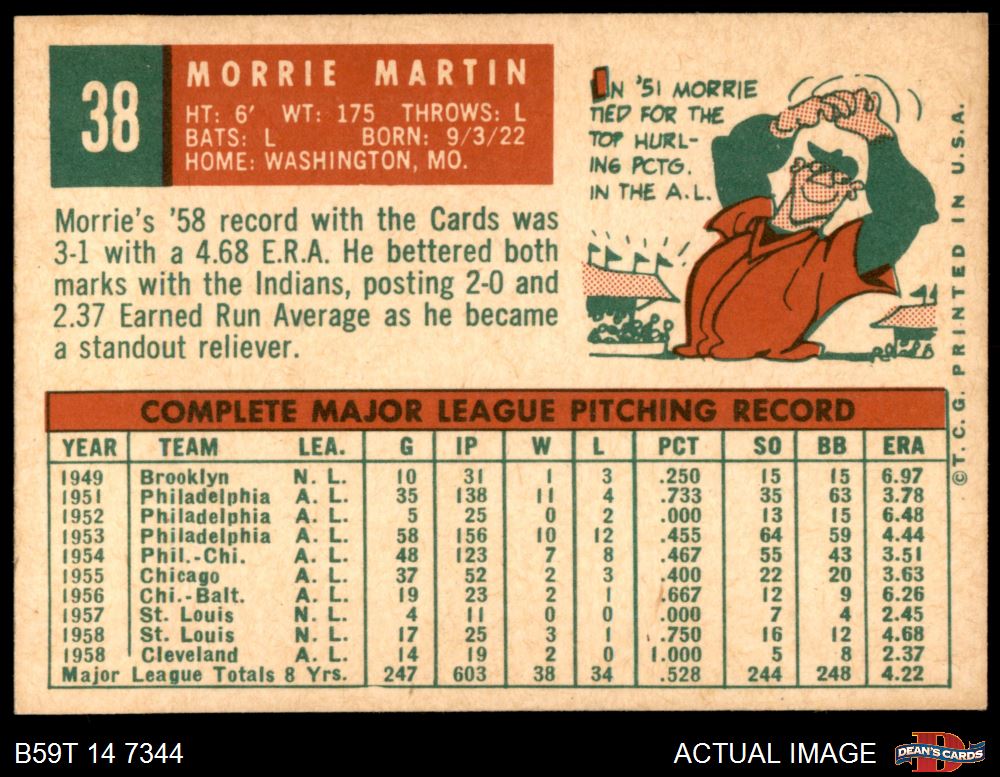 38
MORRIE MARTIN
HT: 6' WT: 175 THROWS: L
BATS: L BORN: 9/3/22
HOME: WASHINGTON, MO.
IN '51 MORRIE
TIED FOR THE
TOP HURL-
ING PCTG.
IN THE A.L.
Morrie's '58 record with the Cards was
3-1 with a 4.68 E.R.A. He bettered both
marks with the Indians, posting 2-0 and
2.37 Earned Run Average as he became
a standout reliever.
COMPLETE MAJOR LEAGUE PITCHING RECORD
YEAR TEAM LEA. G IP W L PCT SO BB ERA
1949 Brooklyn N. L. 10 31 1 3 .250 15 15 6.97
1951 Philadelphia A. L. 35 138 11 4 .733 35 63 3.78
1952 Philadelphia A. L. 5 25 0 2 .000 13 15 6.48
1953 Philadelphia A. L. 58 156 10 12 .455 64 59 4.44
1954 Phil.-Chi. A. L. 48 123 7 8 .467 55 43 3.51
1955 Chicago A. L. 37 52 2 3 .400 22 20 3.63
1956 Chi.-Balt. A. L. 19 23 2 1 .667 12 9 6.26
1957 St. Louis N. L. 4 11 0 0 .000 7 4 2.45
1958 St. Louis N. L. 17 25 3 1 .750 16 12 4.68
1958 Cleveland A. L. 14 19 2 0 1.000 5 8 2.37
Major League Totals 8 Yrs. 247 603 38 34 .528 244 248 4.22
© T. C. G. PRINTED IN U.S.A.
B59T 14 7344
ACTUAL IMAGE
D
DEAN'S CARDS